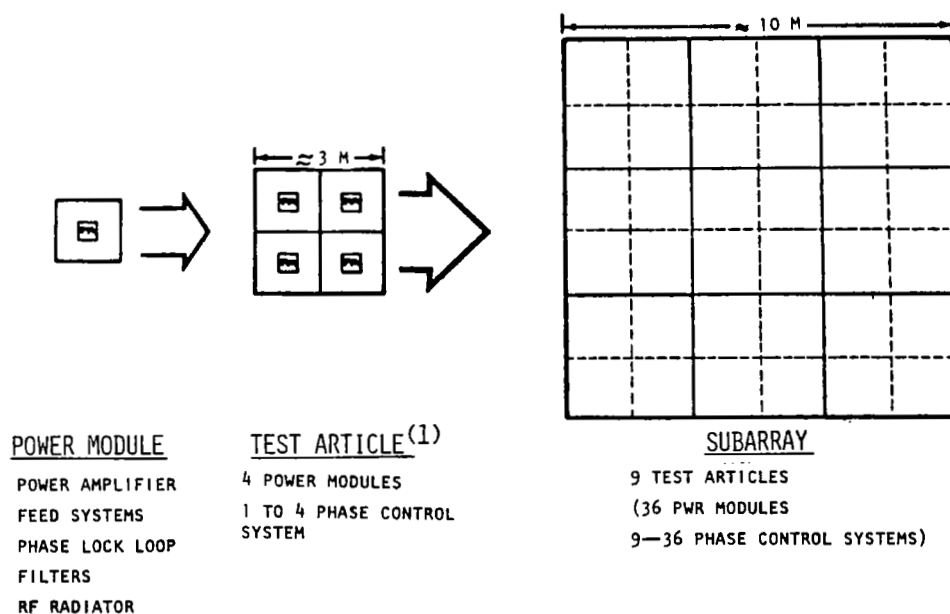 ≈ 10 M
≈ 3 M
POWER MODULE
POWER AMPLIFIER
FEED SYSTEMS
PHASE LOCK LOOP
FILTERS
RF RADIATOR
TEST ARTICLE(1)
4 POWER MODULES
1 TO 4 PHASE CONTROL
SYSTEM
SUBARRAY
9 TEST ARTICLES
(36 PWR MODULES
9—36 PHASE CONTROL SYSTEMS)